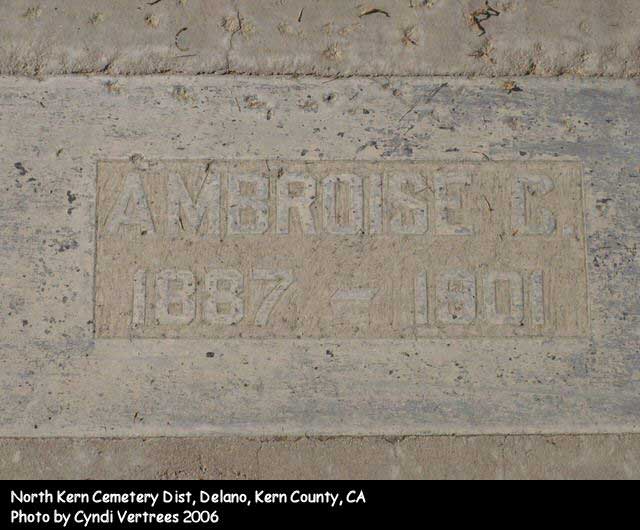 AMBROISE C.
1887 – 1901
North Kern Cemetery Dist, Delano, Kern County, CA
Photo by Cyndi Vertrees 2006